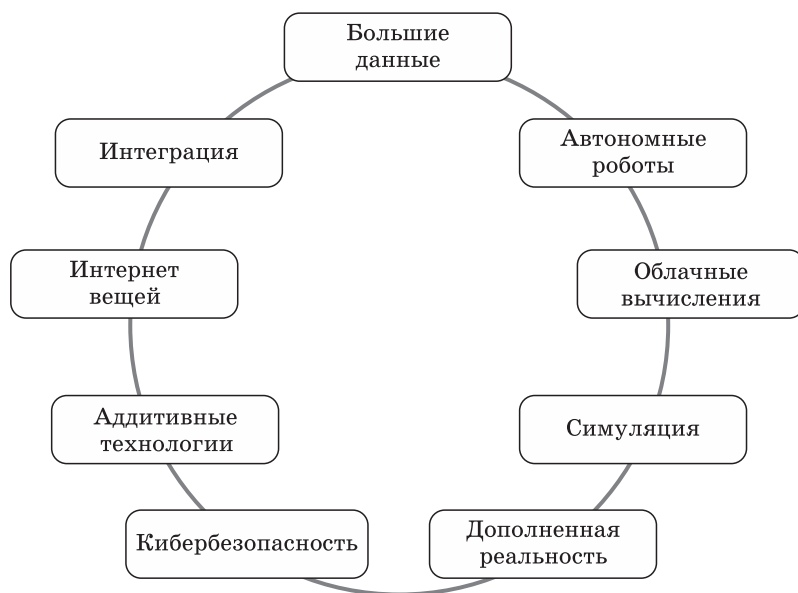 Большие
данные
Интеграция
Автономные
роботы
Интернет
вещей
Облачные
вычисления
Аддитивные
технологии
Симуляция
Кибербезопасность
Дополненная
реальность